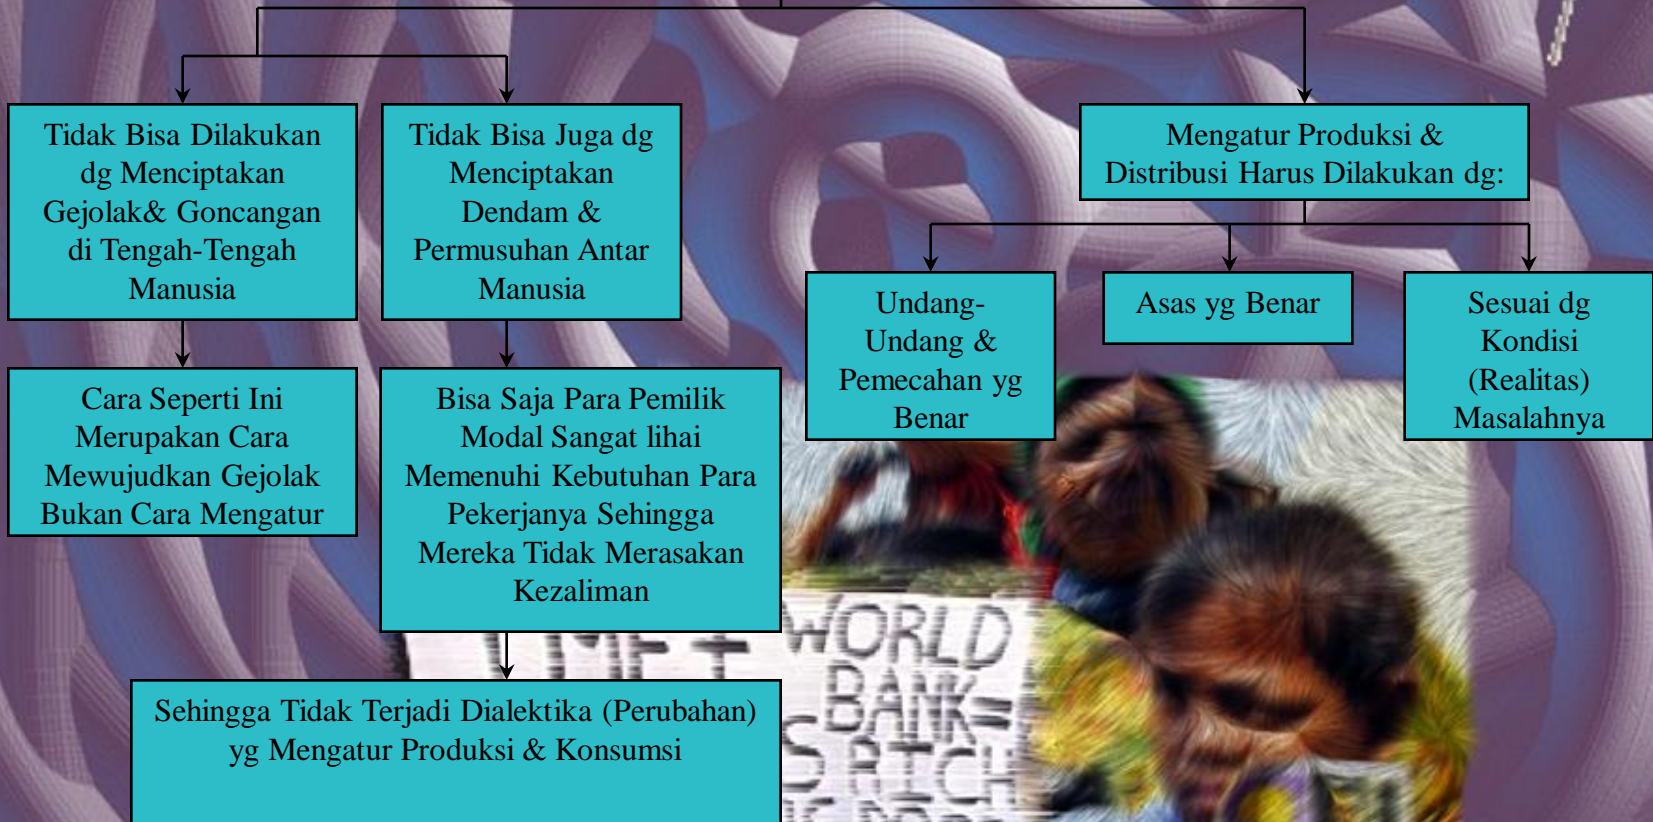 Tidak Bisa Dilakukan
dg Menciptakan
Gejolak& Goncangan
di Tengah-Tengah
Manusia
Tidak Bisa Juga dg
Menciptakan
Dendam &
Permusuhan Antar
Manusia
Mengatur Produksi &
Distribusi Harus Dilakukan dg:
Undang-
Undang &
Pemecahan yg
Benar
Asas yg Benar
Sesuai dg
Kondisi
(Realitas)
Masalahnya
Cara Seperti Ini
Merupakan Cara
Mewujudkan Gejolak
Bukan Cara Mengatur
Bisa Saja Para Pemilik
Modal Sangat lihai
Memenuhi Kebutuhan Para
Pekerjanya Sehingga
Mereka Tidak Merasakan
Kezaliman
Sehingga Tidak Terjadi Dialektika (Perubahan)
yg Mengatur Produksi & Konsumsi
IMF + WORLD
BANK=
RICH